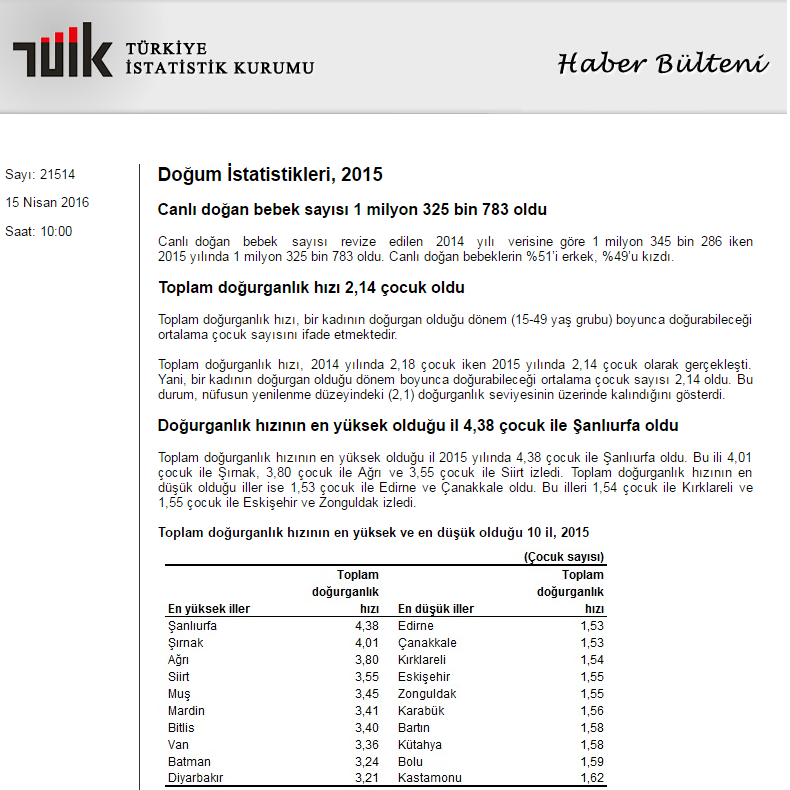 TÜİK
TÜRKİYE
İSTATİSTİK KURUMU
Haber Bülteni
Sayı: 21514
15 Nisan 2016
Saat: 10:00
Doğum İstatistikleri, 2015
Canlı doğan bebek sayısı 1 milyon 325 bin 783 oldu
Canlı doğan bebek sayısı revize edilen 2014 yılı verisine göre 1 milyon 345 bin 286 iken
2015 yılında 1 milyon 325 bin 783 oldu. Canlı doğan bebeklerin %51'i erkek, %49'u kızdı.
Toplam doğurganlık hızı 2,14 çocuk oldu
Toplam doğurganlık hızı, bir kadının doğurgan olduğu dönem (15-49 yaş grubu) boyunca doğurabileceği
ortalama çocuk sayısını ifade etmektedir.
Toplam doğurganlık hızı, 2014 yılında 2,18 çocuk iken 2015 yılında 2,14 çocuk olarak gerçekleşti.
Yani, bir kadının doğurgan olduğu dönem boyunca doğurabileceği ortalama çocuk sayısı 2,14 oldu. Bu
durum, nüfusun yenilenme düzeyindeki (2,1) doğurganlık seviyesinin üzerinde kalındığını gösterdi.
Doğurganlık hızının en yüksek olduğu il 4,38 çocuk ile Şanlıurfa oldu
Toplam doğurganlık hızının en yüksek olduğu il 2015 yılında 4,38 çocuk ile Şanlıurfa oldu. Bu ili 4,01
çocuk ile Şırnak, 3,80 çocuk ile Ağrı ve 3,55 çocuk ile Siirt izledi. Toplam doğurganlık hızının en
düşük olduğu iller ise 1,53 çocuk ile Edirne ve Çanakkale oldu. Bu illeri 1,54 çocuk ile Kırklareli ve
1,55 çocuk ile Eskişehir ve Zonguldak izledi.
Toplam doğurganlık hızının en yüksek ve en düşük olduğu 10 il, 2015
(Çocuk sayısı)
Toplam Toplam
doğurganlık doğurganlık
En yüksek iller hızı En düşük iller hızı
Şanlıurfa 4,38 Edirne 1,53
Şırnak 4,01 Çanakkale 1,53
Ağrı 3,80 Kırklareli 1,54
Siirt 3,55 Eskişehir 1,55
Muş 3,45 Zonguldak 1,55
Mardin 3,41 Karabük 1,56
Bitlis 3,40 Bartın 1,58
Van 3,36 Kütahya 1,58
Batman 3,24 Bolu 1,59
Diyarbakır 3,21 Kastamonu 1,62